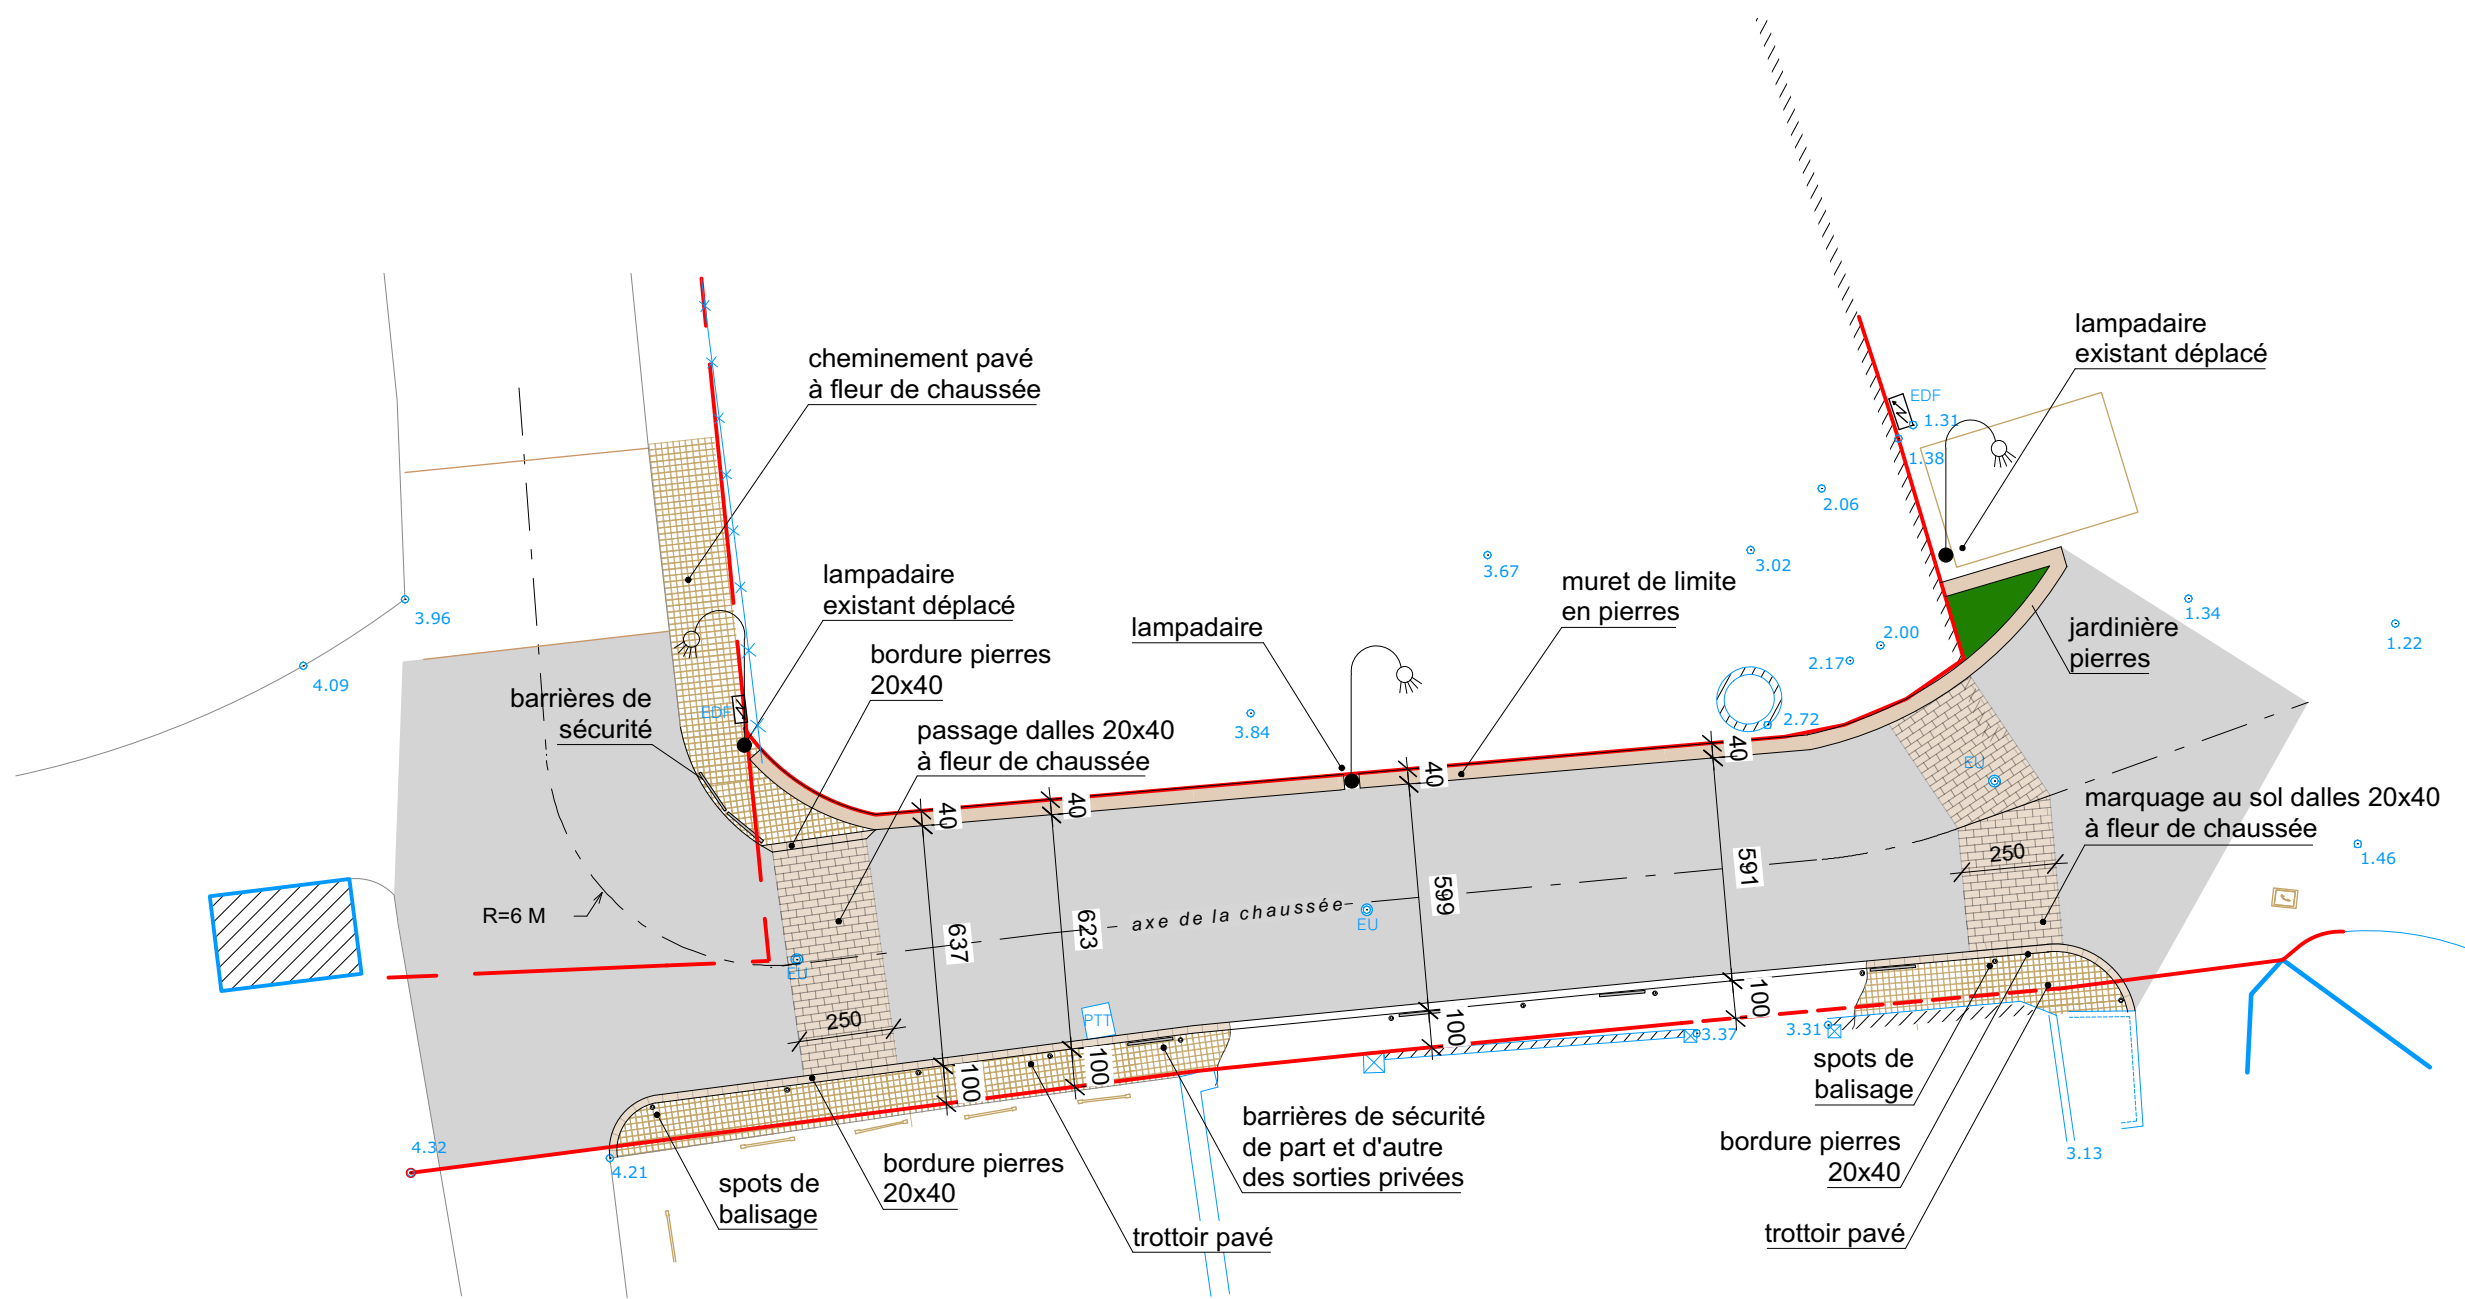 lampadaire
existant déplacé
cheminement pavé
à fleur de chaussée
EDF
1.31
1.38
2.06
3.67
3.02
lampadaire
existant déplacé
muret de limite
en pierres
3.96
1.34
1.22
lampadaire
jardinière
pierres
2.00
2.17
bordure pierres
20x40
4.09
barrières de
sécurité
EDF
2.72
3.84
passage dalles 20x40
à fleur de chaussée
40
40
40
40
EU
marquage au sol dalles 20x40
à fleur de chaussée
250
1.46
591
599
623
637
R=6 M
axe de la chaussée
EU
EU
250
PTT
100
100
100
100
3.37
3.31
spots de
balisage
4.32
4.21
barrières de sécurité
de part et d'autre
des sorties privées
bordure pierres
20x40
3.13
bordure pierres
20x40
spots de
balisage
trottoir pavé
trottoir pavé